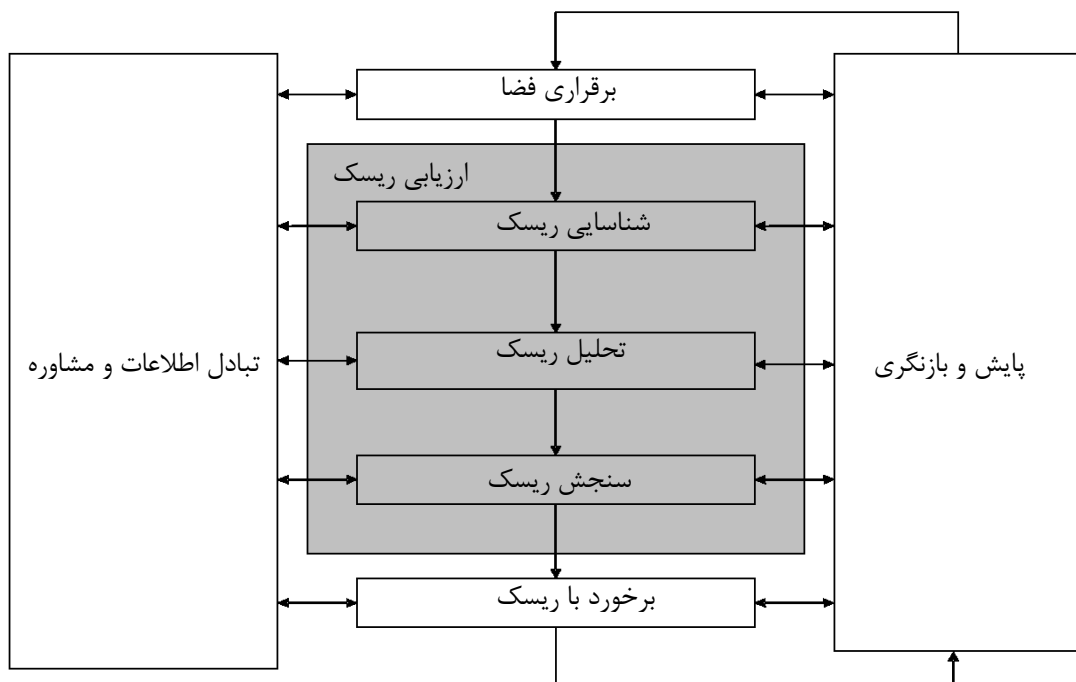 برقراری فضا
ارزیابی ریسک
شناسایی ریسک
تحلیل ریسک
پایش و بازنگری
تبادل اطلاعات و مشاوره
سنجش ریسک
برخورد با ریسک